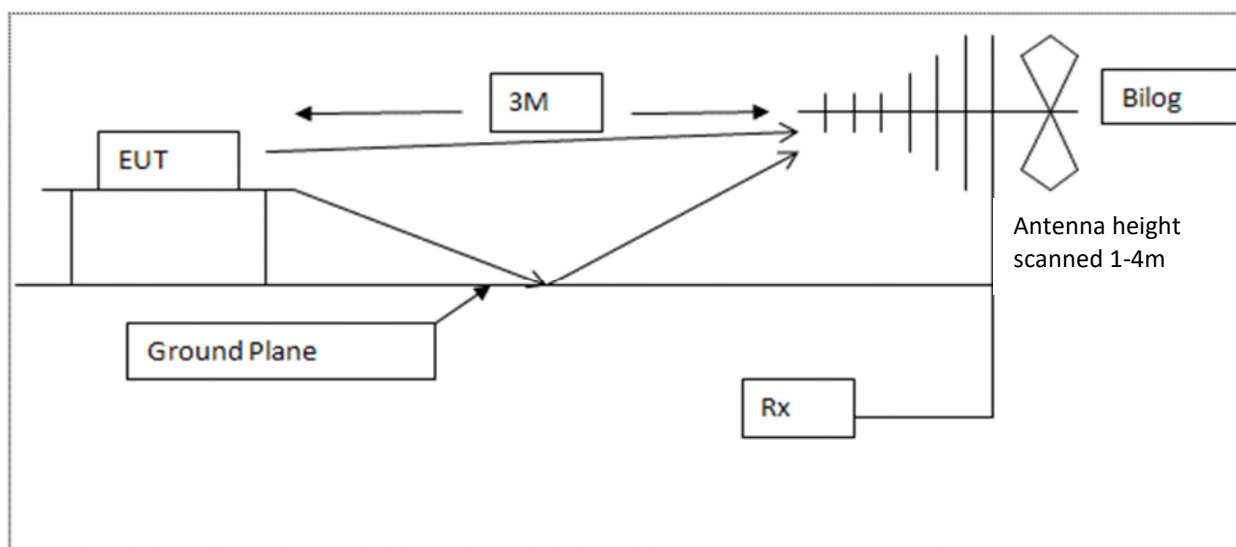 3M
Bilog
EUT
Antenna height
scanned 1-4m
Ground Plane
Rx